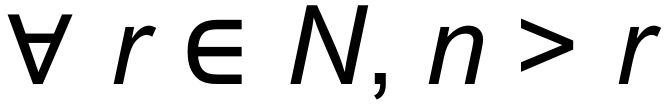 ∀ r ∈ N, n > r